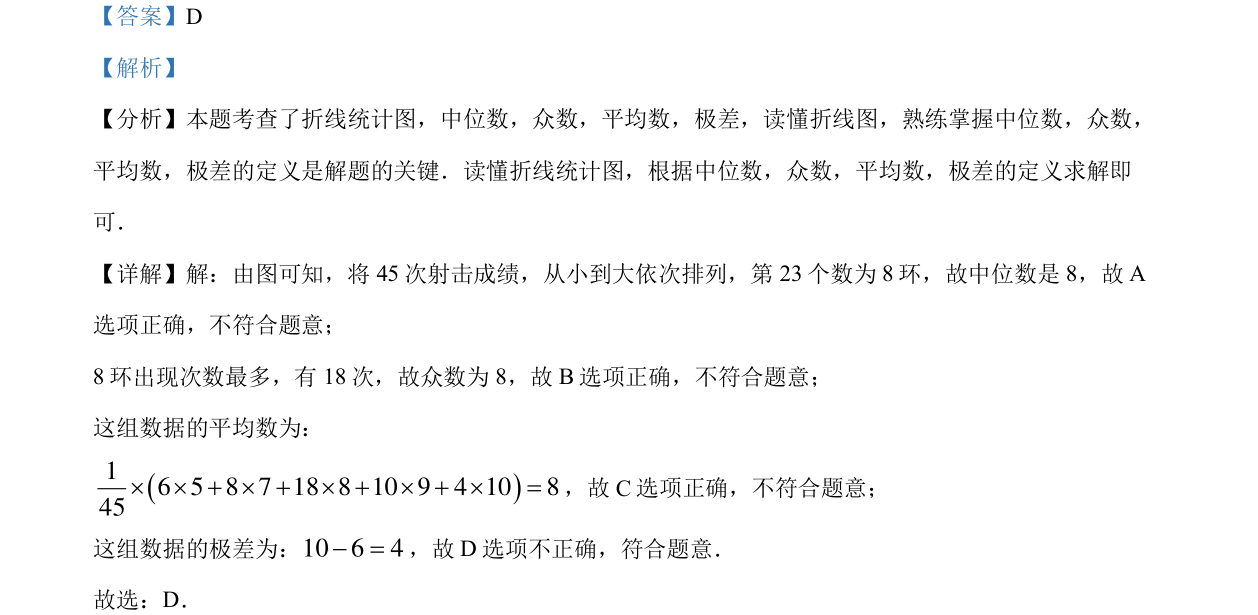 【答案】D
【解析】
【分析】本题考查了折线统计图，中位数，众数，平均数，极差，读懂折线图，熟练掌握中位数，众数，
平均数，极差的定义是解题的关键．读懂折线统计图，根据中位数，众数，平均数，极差的定义求解即
可．
【详解】解：由图可知，将 45 次射击成绩，从小到大依次排列，第 23 个数为 8 环，故中位数是 8，故 A
选项正确，不符合题意；
8 环出现次数最多，有 18 次，故众数为 8，故 B 选项正确，不符合题意；
这组数据的平均数为：
1/45×(6×5+8×7+18×8+10×9+4×10)=8，故 C 选项正确，不符合题意；
这组数据的极差为：10−6=4，故 D 选项不正确，符合题意．
故选：D．